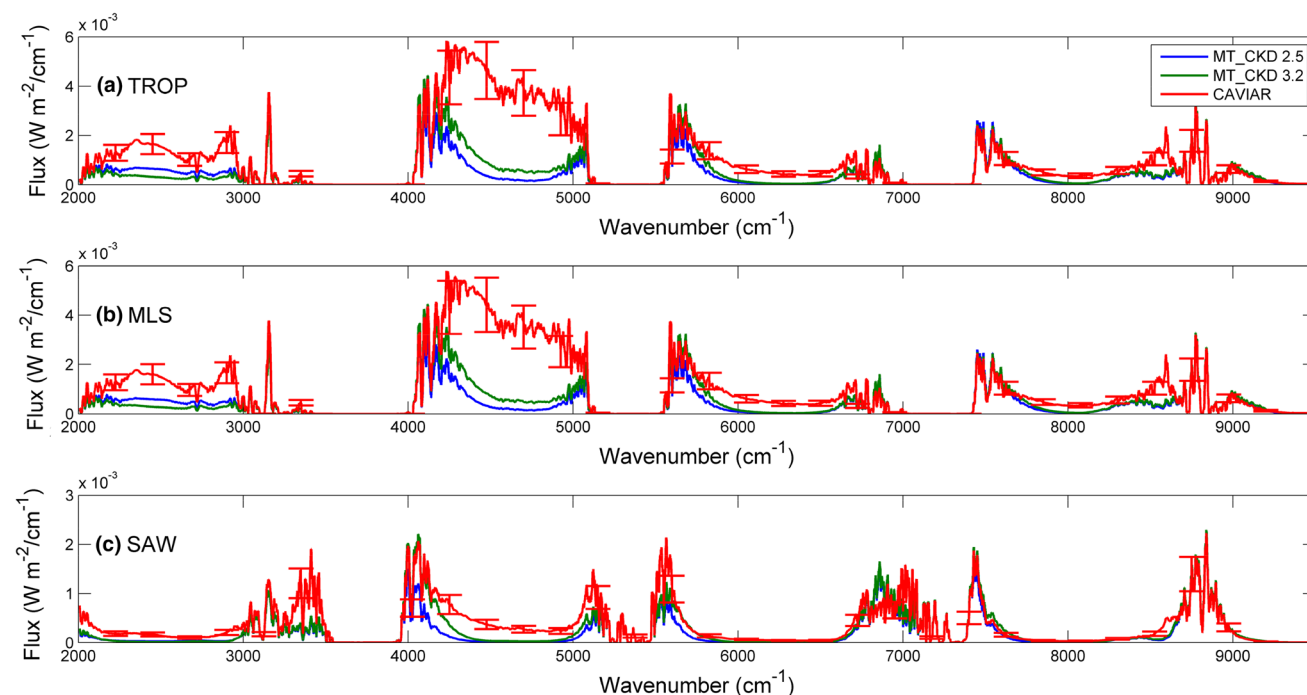 x 10⁻³
6
4
2
0
Flux (W m⁻²/cm⁻¹)
(a) TROP
MT_CKD 2.5
MT_CKD 3.2
CAVIAR
2000 3000 4000 5000 6000 7000 8000 9000
Wavenumber (cm⁻¹)
x 10⁻³
6
4
2
0
Flux (W m⁻²/cm⁻¹)
(b) MLS
2000 3000 4000 5000 6000 7000 8000 9000
Wavenumber (cm⁻¹)
x 10⁻³
3
2
1
0
Flux (W m⁻²/cm⁻¹)
(c) SAW
2000 3000 4000 5000 6000 7000 8000 9000
Wavenumber (cm⁻¹)